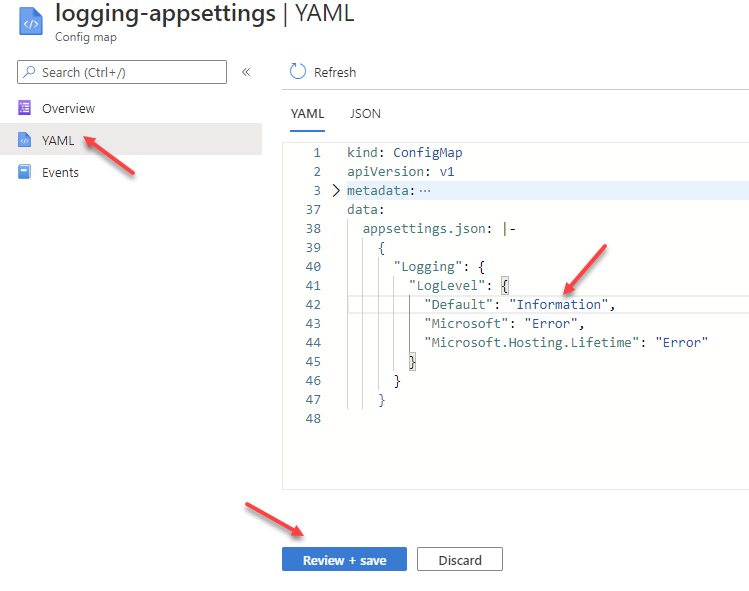 logging-appsettings | YAML
Config map
Search (Ctrl+/)
«
Refresh
Overview
YAML
Events
YAML JSON
1 kind: ConfigMap
2 apiVersion: v1
3 > metadata: ···
37 data:
38 appsettings.json: |-
39 {
40 "Logging": {
41 "LogLevel": {
42 "Default": "Information",
43 "Microsoft": "Error",
44 "Microsoft.Hosting.Lifetime": "Error"
45 }
46 }
47 }
48
Review + save Discard